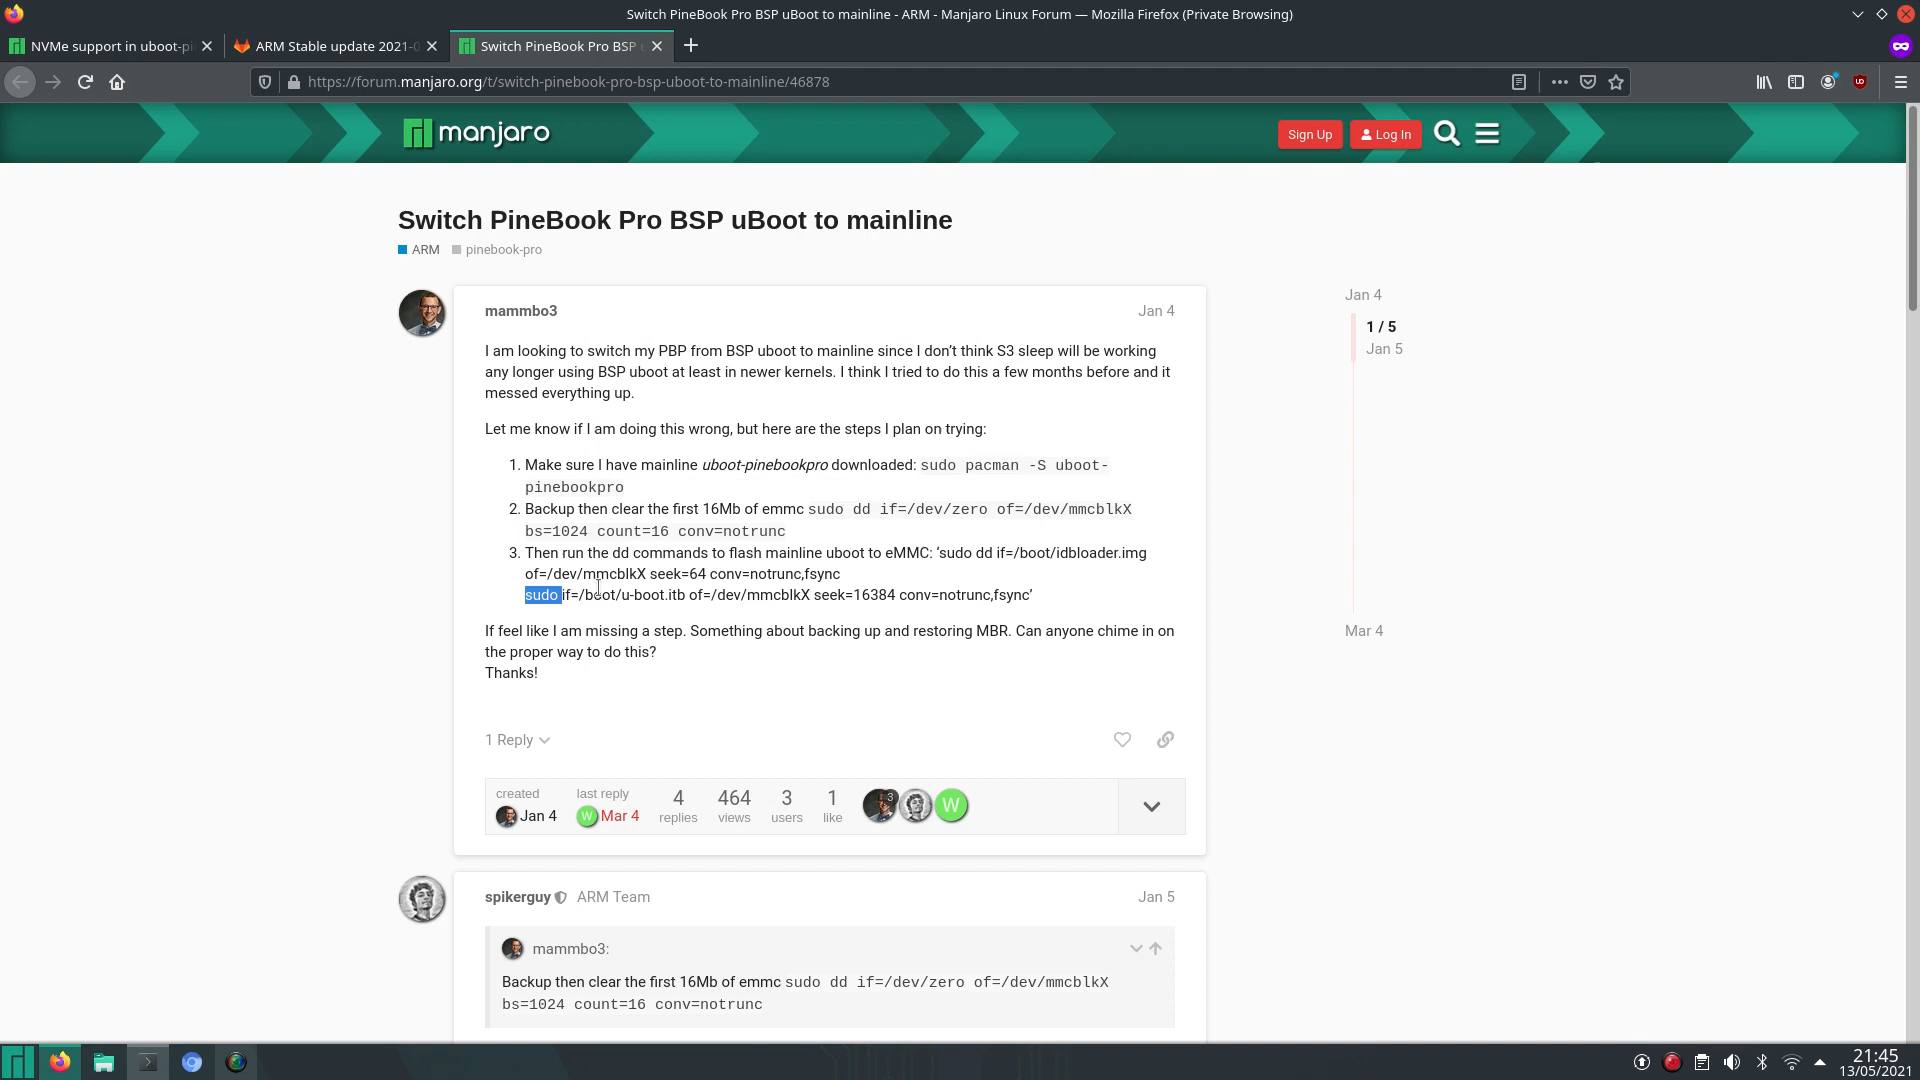 Switch PineBook Pro BSP uBoot to mainline - ARM - Manjaro Linux Forum — Mozilla Firefox (Private Browsing)
NVMe support in uboot-pi
ARM Stable update 2021-0
Switch PineBook Pro BSP u
https://forum.manjaro.org/t/switch-pinebook-pro-bsp-uboot-to-mainline/46878
manjaro
Sign Up
Log In
Switch PineBook Pro BSP uBoot to mainline
ARM pinebook-pro
mammbo3
Jan 4
I am looking to switch my PBP from BSP uboot to mainline since I don’t think S3 sleep will be working
any longer using BSP uboot at least in newer kernels. I think I tried to do this a few months before and it
messed everything up.
Let me know if I am doing this wrong, but here are the steps I plan on trying:
1. Make sure I have mainline uboot-pinebookpro downloaded: sudo pacman -S uboot-
pinebookpro
2. Backup then clear the first 16Mb of emmc sudo dd if=/dev/zero of=/dev/mmcblkX
bs=1024 count=16 conv=notrunc
3. Then run the dd commands to flash mainline uboot to eMMC: ‘sudo dd if=/boot/idbloader.img
of=/dev/mmcblkX seek=64 conv=notrunc,fsync
sudo if=/boot/u-boot.itb of=/dev/mmcblkX seek=16384 conv=notrunc,fsync’
If feel like I am missing a step. Something about backing up and restoring MBR. Can anyone chime in on
the proper way to do this?
Thanks!
1 Reply
created
Jan 4
last reply
W Mar 4
4
replies
464
views
3
users
1
like
3
W
Jan 4
1 / 5
Jan 5
Mar 4
spikerguy ARM Team
Jan 5
mammbo3:
Backup then clear the first 16Mb of emmc sudo dd if=/dev/zero of=/dev/mmcblkX
bs=1024 count=16 conv=notrunc
21:45
13/05/2021